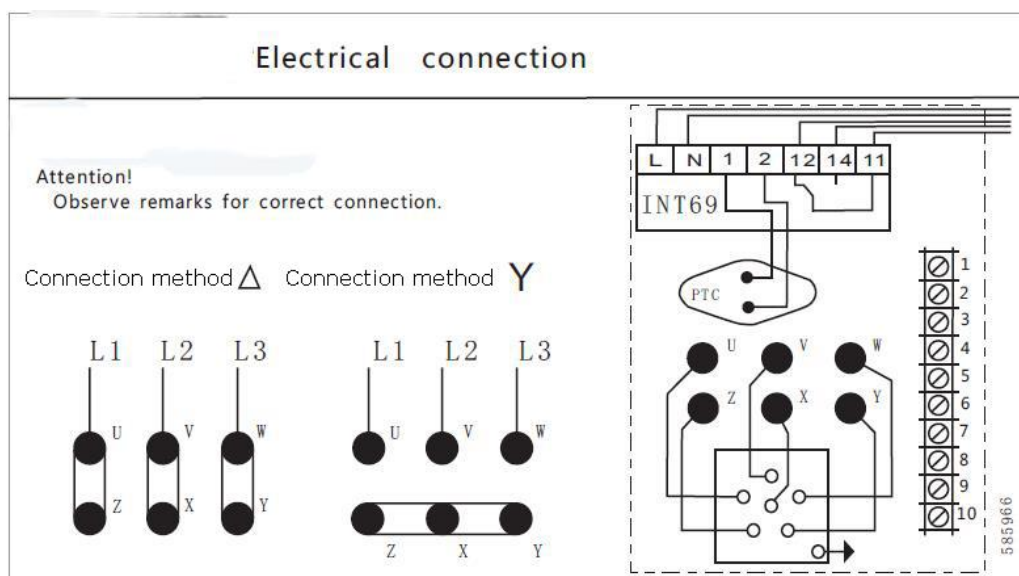 Electrical connection
Attention!
Observe remarks for correct connection.
Connection method △ Connection method Y
L1 L2 L3
U V W
Z X Y
L1 L2 L3
U V W
Z X Y
L N 1 2 12 14 11
INT69
PTC
U V W
Z X Y
1
2
3
4
5
6
7
8
9
10
585966